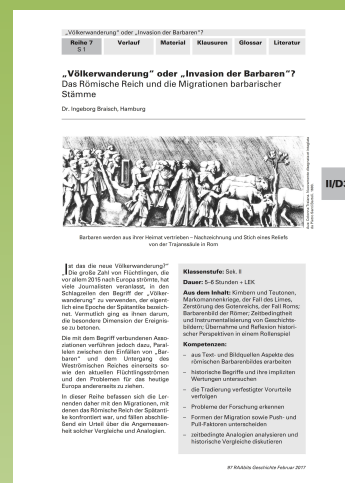 „Völkerwanderung“ oder „Invasion der Barbaren“?
Reihe 7 Verlauf Material Klausuren Glossar Literatur
S 1
„Völkerwanderung“ oder „Invasion der Barbaren“?
Das Römische Reich und die Migrationen barbarischer
Stämme
Dr. Ingeborg Braisch, Hamburg
II/D
Barbaren werden aus ihrer Heimat vertrieben – Nachzeichnung und Stich eines Reliefs
von der Trajanssäule in Rom
„Ist das die neue Völkerwanderung?“
Die große Zahl von Flüchtlingen, die
vor allem 2015 nach Europa strömte, hat
viele Journalisten veranlasst, in den
Schlagzeilen den Begriff der „Völker-
wanderung“ zu verwenden, der eigent-
lich eine Epoche der Spätantike bezeich-
net. Vermutlich ging es ihnen darum,
die besondere Dimension der Ereignis-
se zu betonen.
Die mit dem Begriff verbundenen Asso-
ziationen verführen jedoch dazu, Paral-
lelen zwischen den Einfällen von „Bar-
baren“ und dem Untergang des
Weströmischen Reiches einerseits so-
wie den aktuellen Flüchtlingsströmen
und den Problemen für das heutige
Europa andererseits zu ziehen.
In dieser Reihe befassen sich die Ler-
nenden daher mit den Migrationen, mit
denen das Römische Reich der Spätanti-
ke konfrontiert war, und fällen abschlie-
ßend ein Urteil über die Angemessen-
heit solcher Vergleiche und Analogien.
Klassenstufe: Sek. II
Dauer: 5–6 Stunden + LEK
Aus dem Inhalt: Kimbern und Teutonen,
Markomannenkriege, der Fall des Limes,
Zerstörung des Gotenreichs, der Fall Roms;
Barbarenbild der Römer; Zeitbedingtheit
und Instrumentalisierung von Geschichts-
bildern; Übernahme und Reflexion histori-
scher Perspektiven in einem Rollenspiel
Kompetenzen:
– aus Text- und Bildquellen Aspekte des
römischen Barbarenbildes erarbeiten
– historische Begriffe und ihre impliziten
Wertungen untersuchen
– die Tradierung verfestigter Vorurteile
verfolgen
– Probleme der Forschung erkennen
– Formen der Migration sowie Push- und
Pull-Faktoren unterscheiden
– zeitbedingte Analogien analysieren und
historische Vergleiche diskutieren
97 RAAbits Geschichte Februar 2017